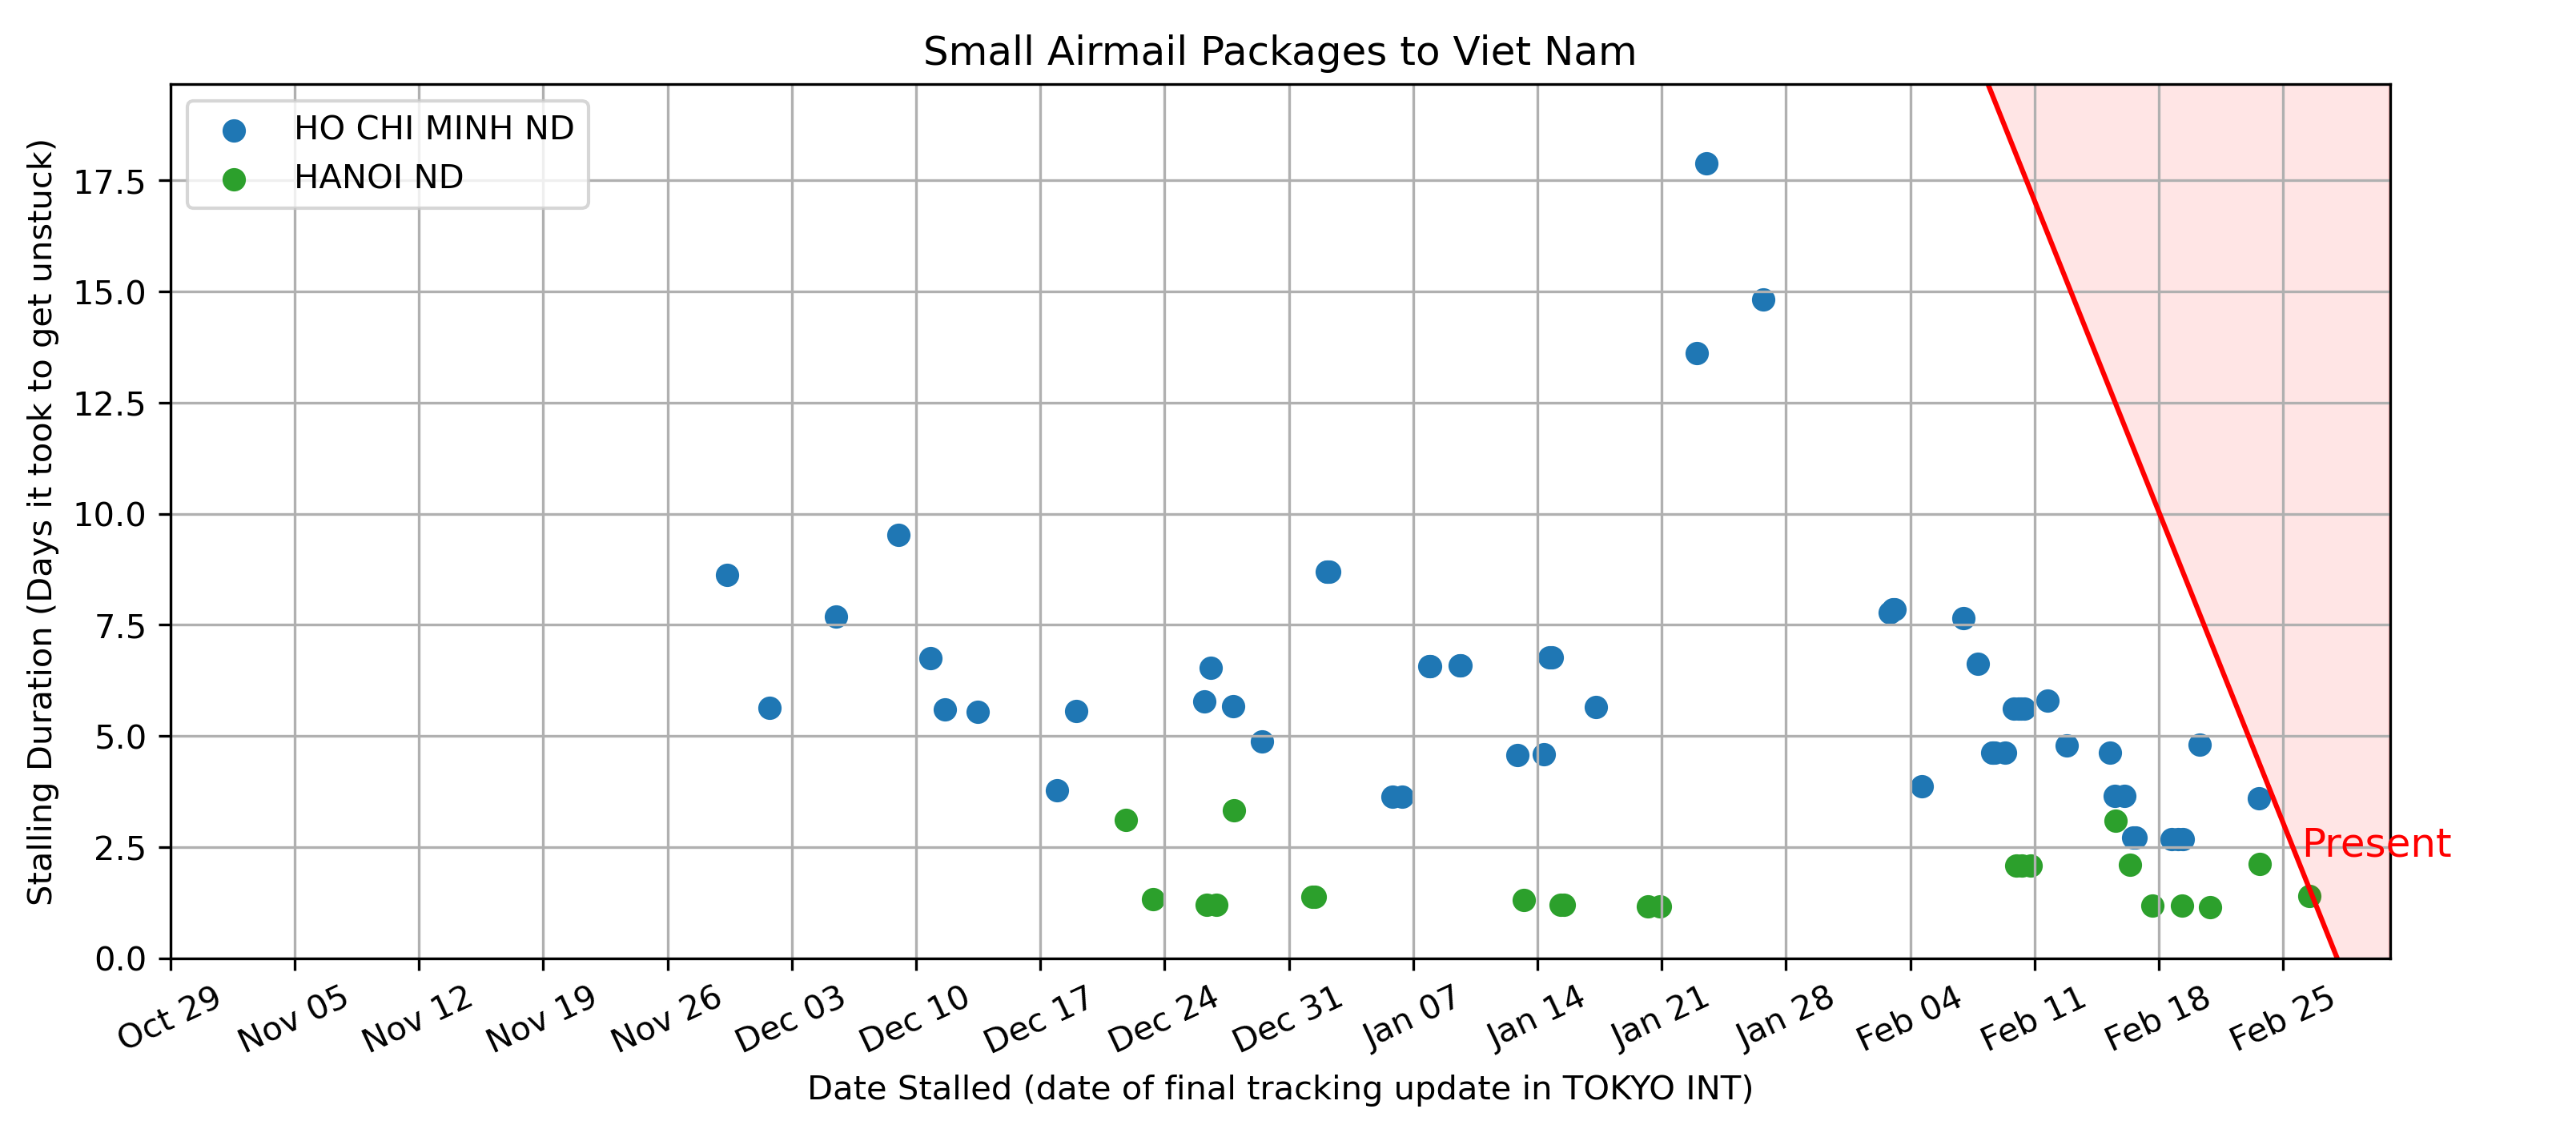 Small Airmail Packages to Viet Nam
HO CHI MINH ND
HANOI ND
Stalling Duration (Days it took to get unstuck)
17.5
15.0
12.5
10.0
7.5
5.0
2.5
0.0
Present
Oct 29
Nov 05
Nov 12
Nov 19
Nov 26
Dec 03
Dec 10
Dec 17
Dec 24
Dec 31
Jan 07
Jan 14
Jan 21
Jan 28
Feb 04
Feb 11
Feb 18
Feb 25
Date Stalled (date of final tracking update in TOKYO INT)